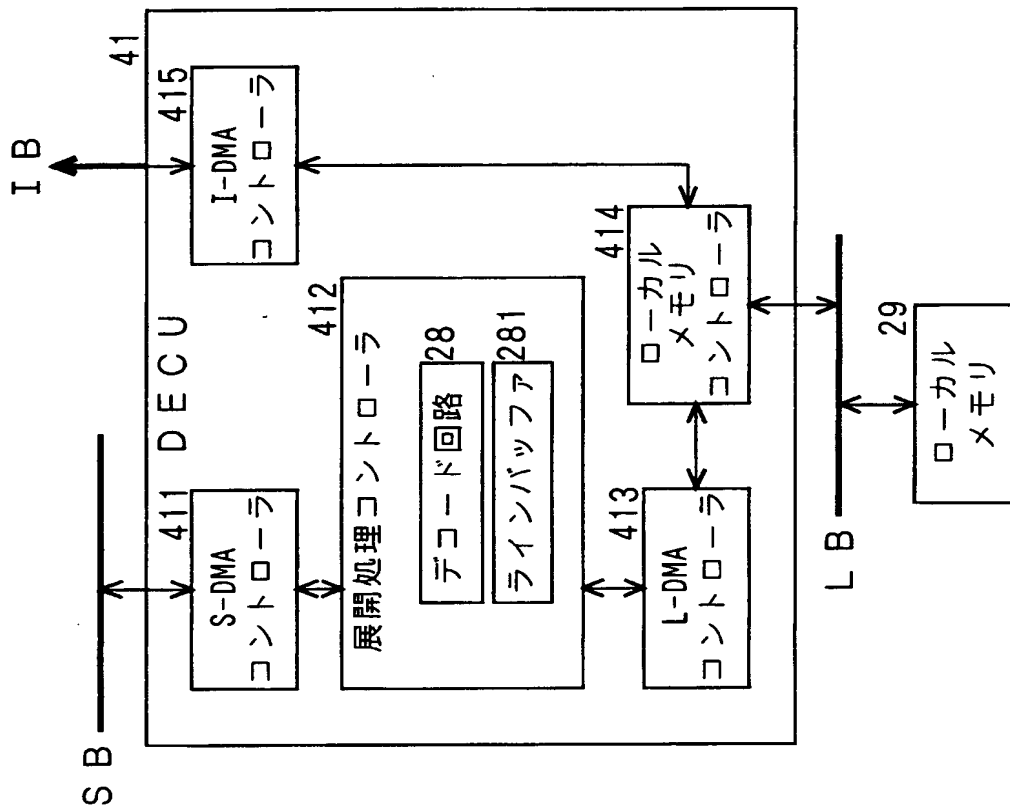 SB
IB
DECU
41
411
S-DMA
コントローラ
415
I-DMA
コントローラ
412
展開処理コントローラ
28
デコード回路
281
ラインバッファ
413
L-DMA
コントローラ
414
ローカル
メモリ
コントローラ
LB
29
ローカル
メモリ